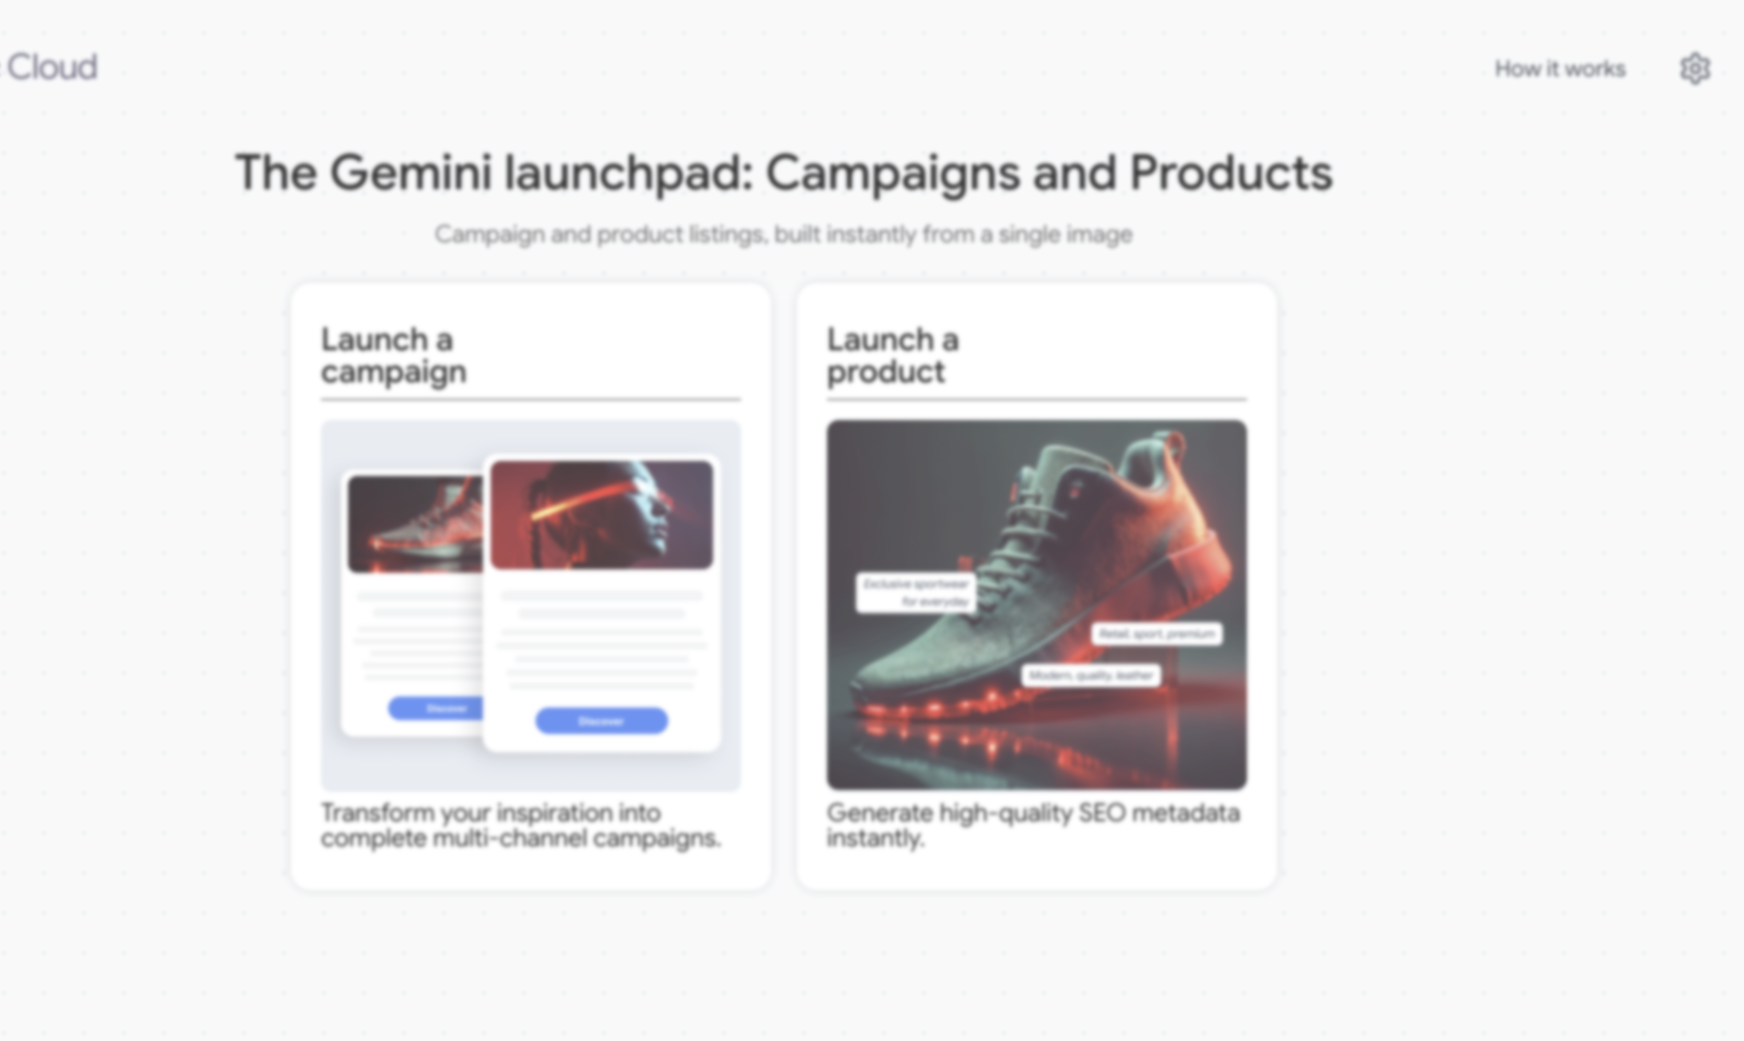 Cloud
How it works
The Gemini launchpad: Campaigns and Products
Campaign and product listings, built instantly from a single image
Launch a
campaign
Discover
Discover
Transform your inspiration into
complete multi-channel campaigns.
Launch a
product
Exclusive sportwear
for everyday
Retail, sport, premium
Modern, quality, leather
Generate high-quality SEO metadata
instantly.